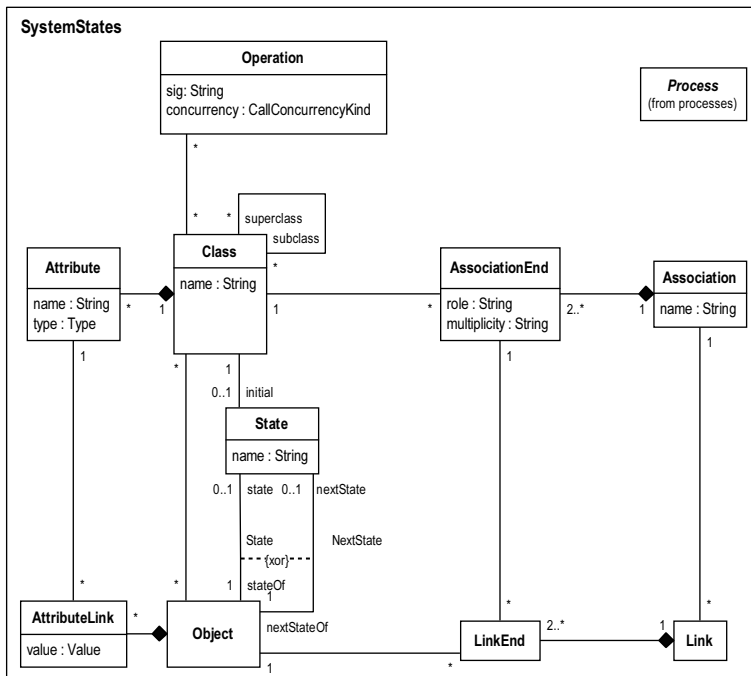 SystemStates
Operation
sig: String
concurrency : CallConcurrencyKind
Process
(from processes)
*
*
*
superclass
subclass
*
Class
name : String
Attribute
name : String
type : Type
*
1
1
AssociationEnd
role : String
multiplicity : String
*
1
2..*
Association
name : String
1
1
*
1
0..1
initial
1
State
name : String
0..1
state
0..1
nextState
State
NextState
{xor}
*
*
1
stateOf
1
nextStateOf
AttributeLink
value : Value
*
Object
1
*
*
LinkEnd
2..*
1
*
Link